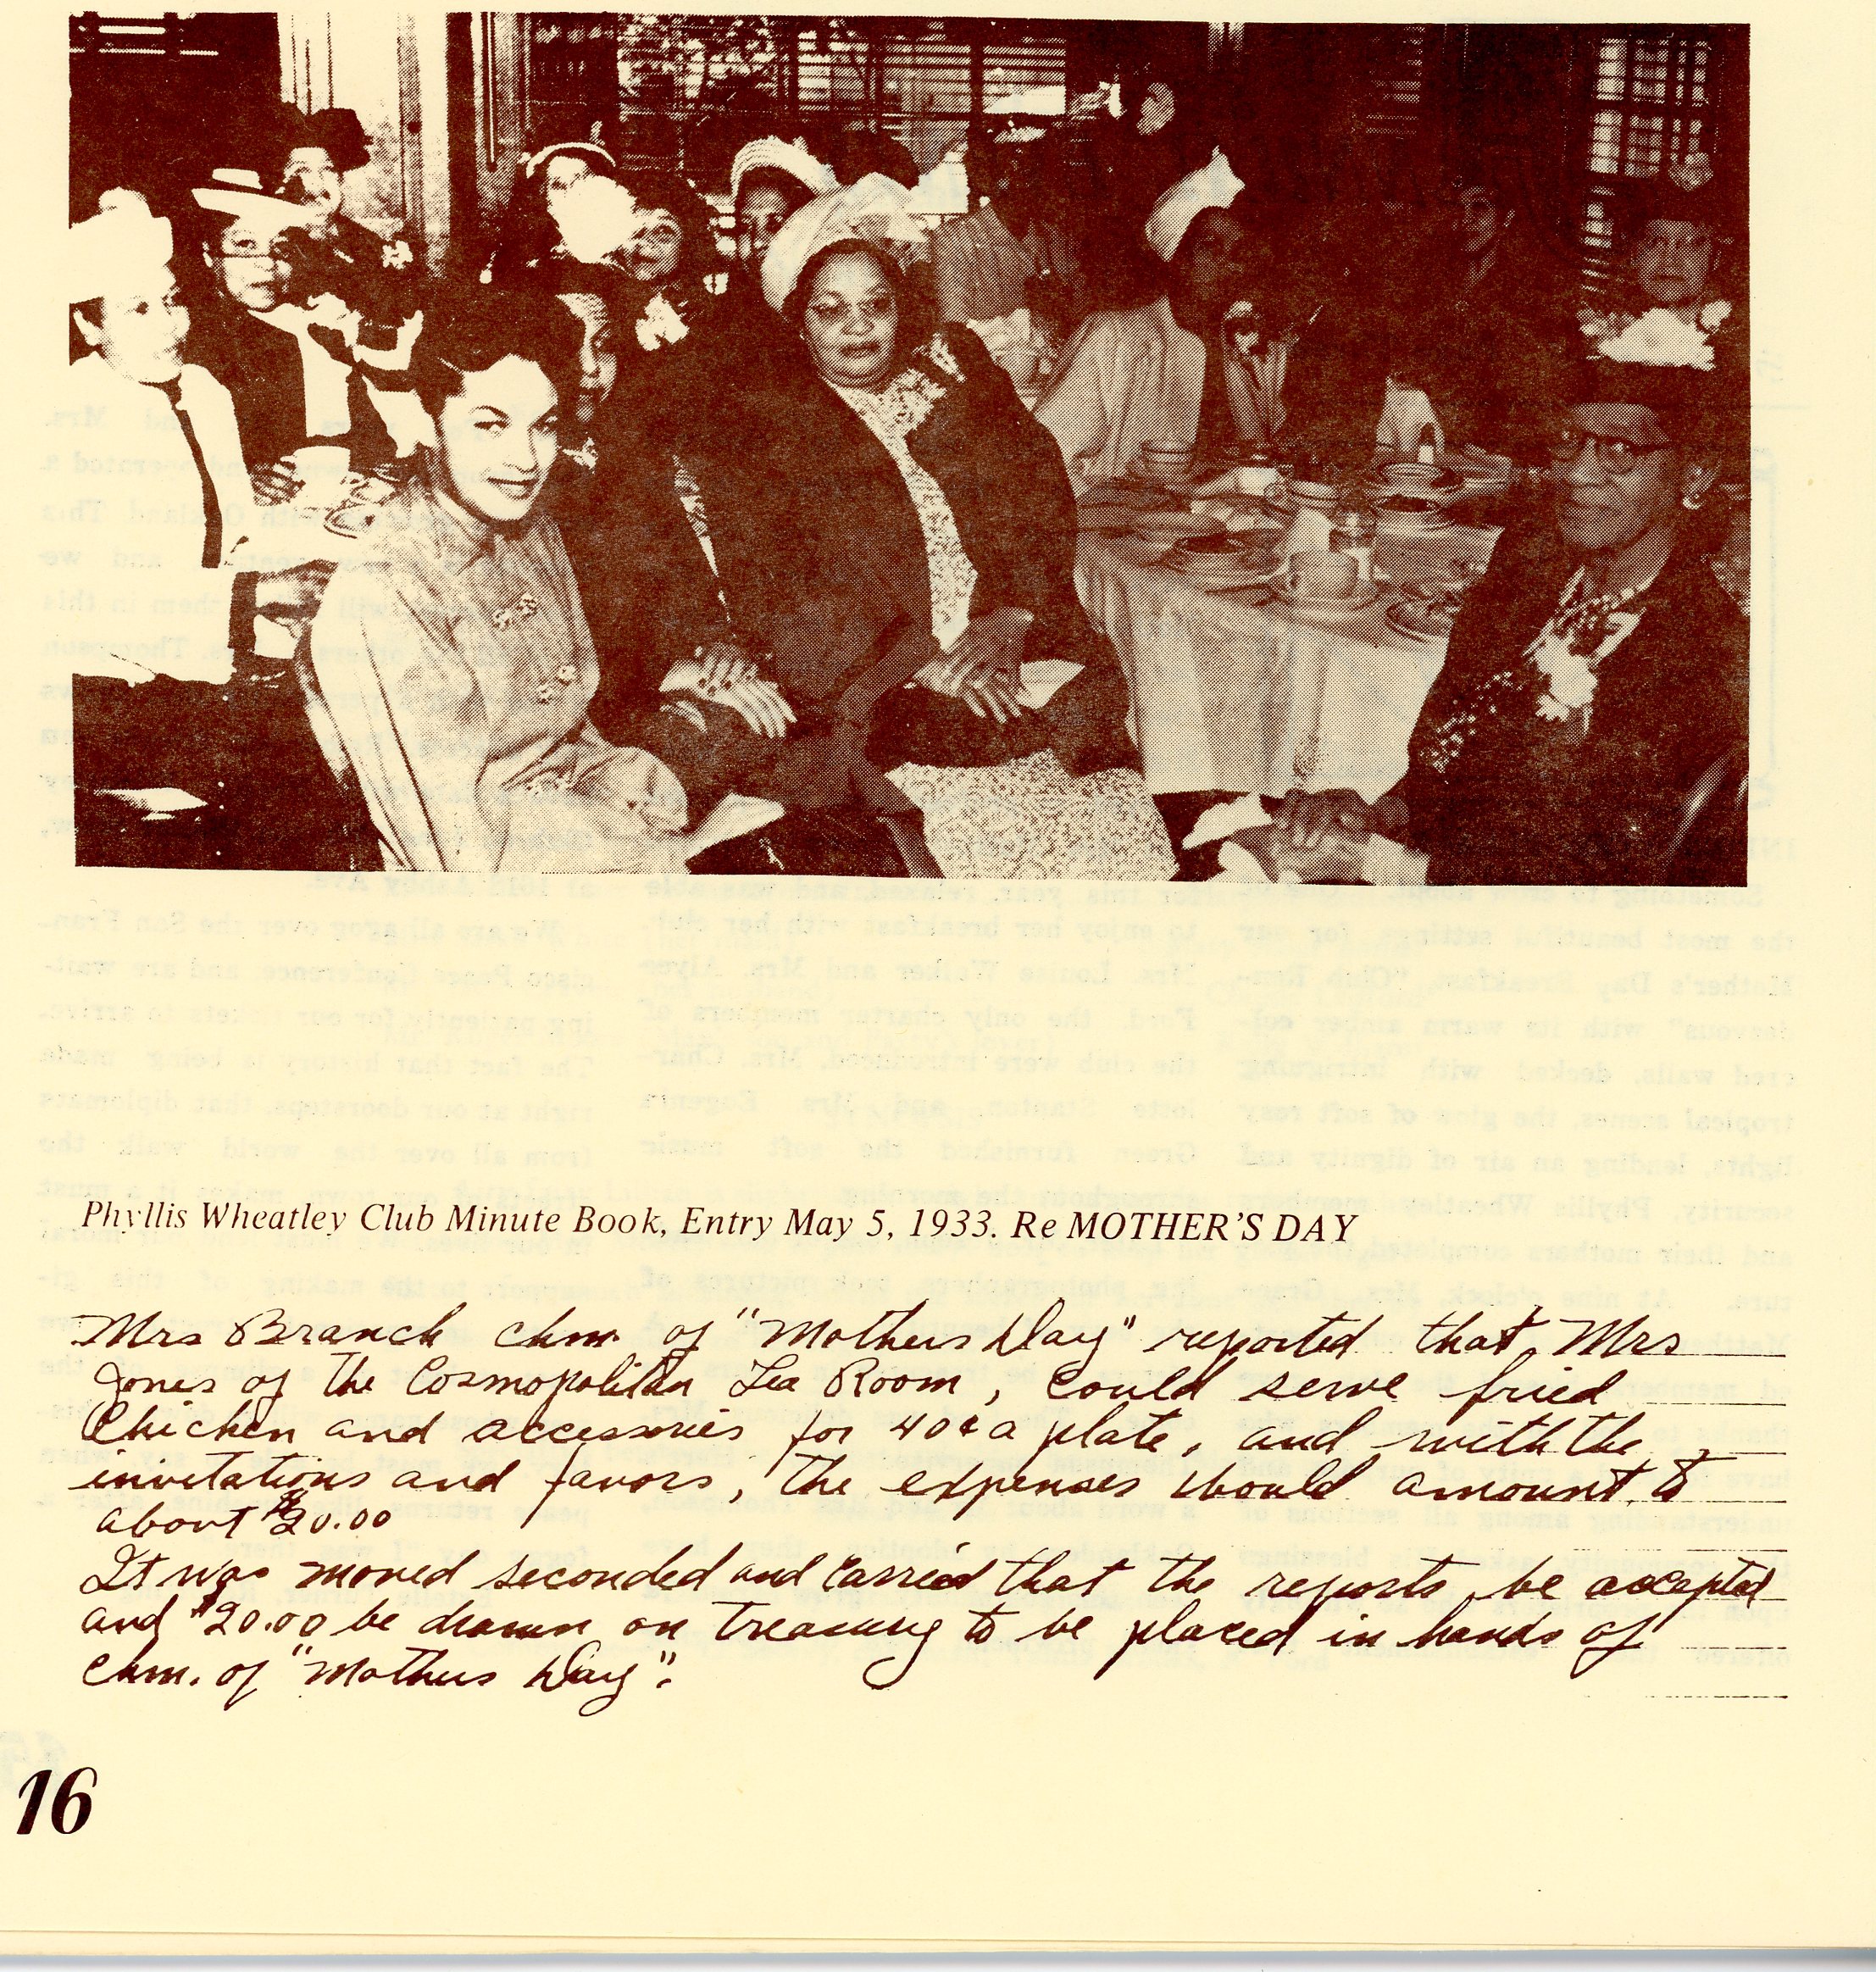 Phyllis Wheatley Club Minute Book, Entry May 5, 1933. Re MOTHER'S DAY
Mrs Branch chm. of "Mothers Day" reported that Mrs
Jones of the Cosmopolitan Tea Room, could serve fried
Chicken and accessories for 40¢ a plate, and with the
invitations and favors, the expenses would amount to
about $20.00
It was moved seconded and carried that the reports be accepted
and $20.00 be drawn on treasury to be placed in hands of
chm. of "Mothers Day".
16